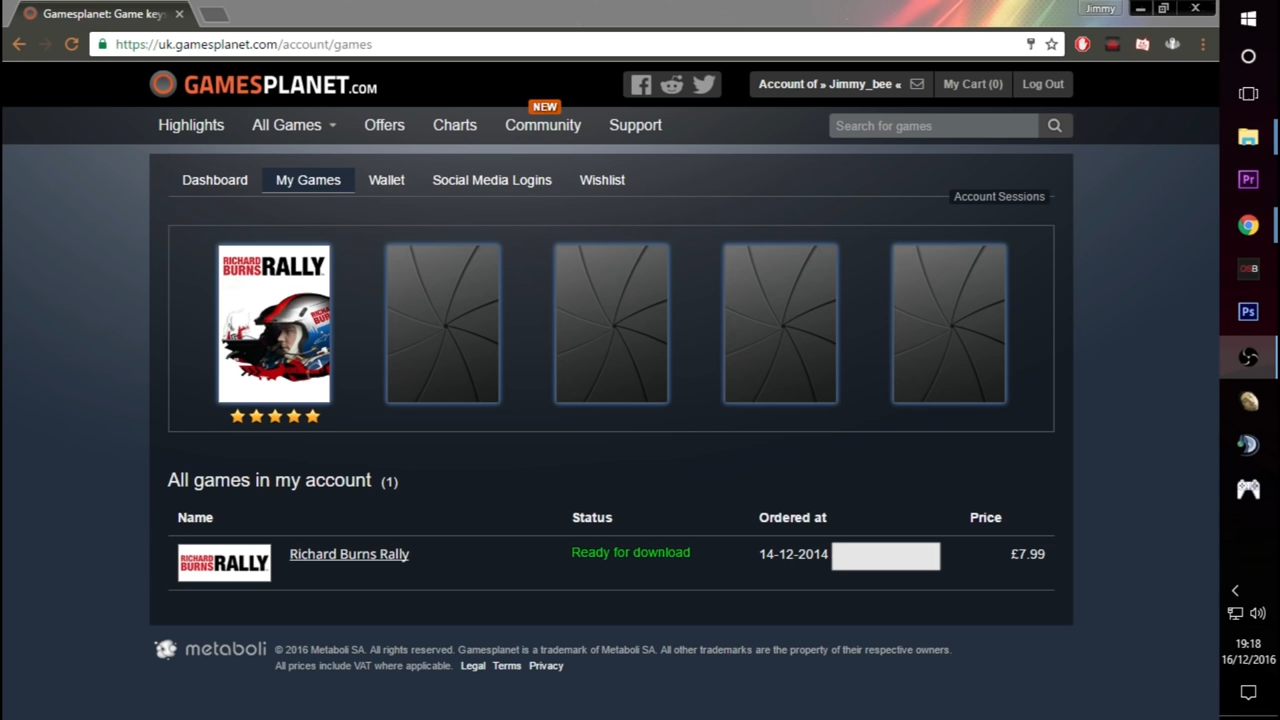 Gamesplanet: Game key
Jimmy
https://uk.gamesplanet.com/account/games
GAMESPLANET.COM
Account of » Jimmy_bee «
My Cart (0)
Log Out
NEW
Highlights
All Games
Offers
Charts
Community
Support
Search for games
Dashboard
My Games
Wallet
Social Media Logins
Wishlist
Account Sessions
RICHARD
BURNS RALLY
All games in my account (1)
Name
Status
Ordered at
Price
RICHARD
BURNS RALLY
Richard Burns Rally
Ready for download
14-12-2014
£7.99
metaboli
© 2016 Metaboli SA. All rights reserved. Gamesplanet is a trademark of Metaboli SA. All other trademarks are the property of their respective owners.
All prices include VAT where applicable. Legal Terms Privacy
Pr
Ps
19:18
16/12/2016